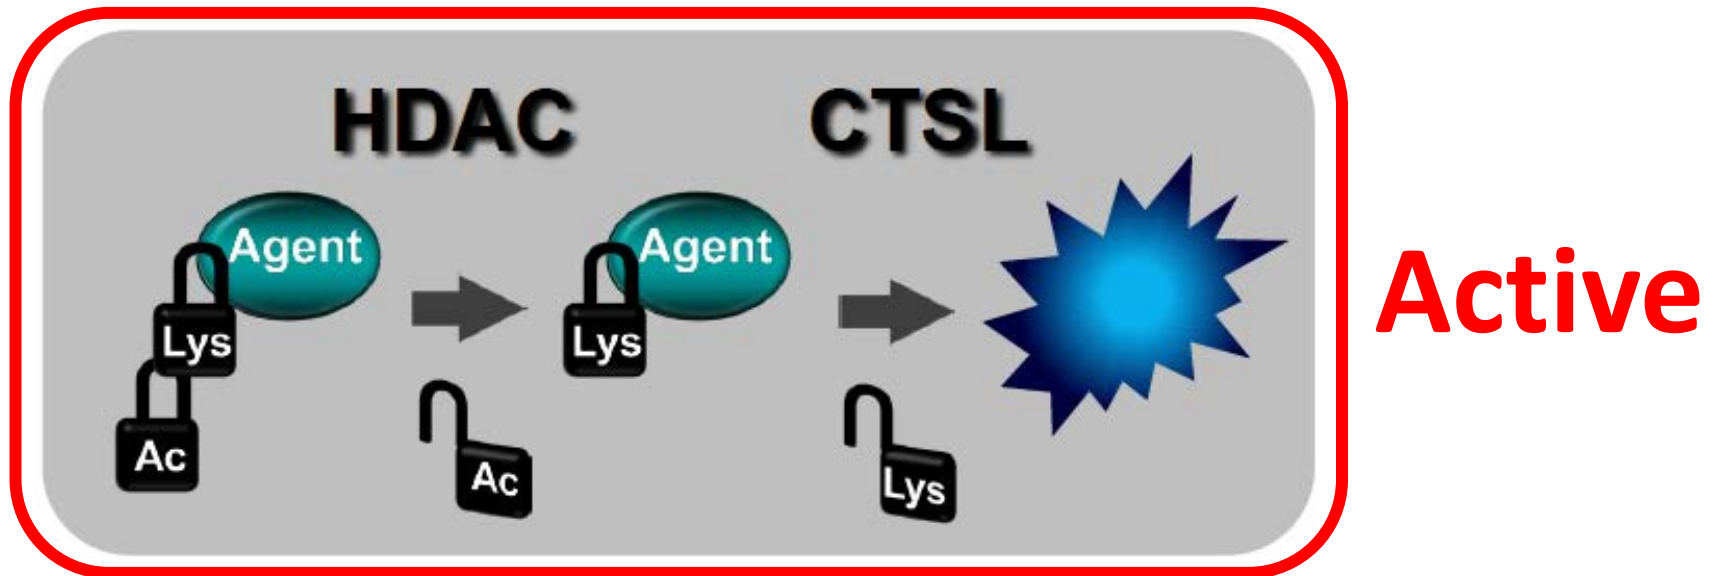 HDAC CTSL
Agent Agent
Active
Lys Lys
Ac
Ac Lys